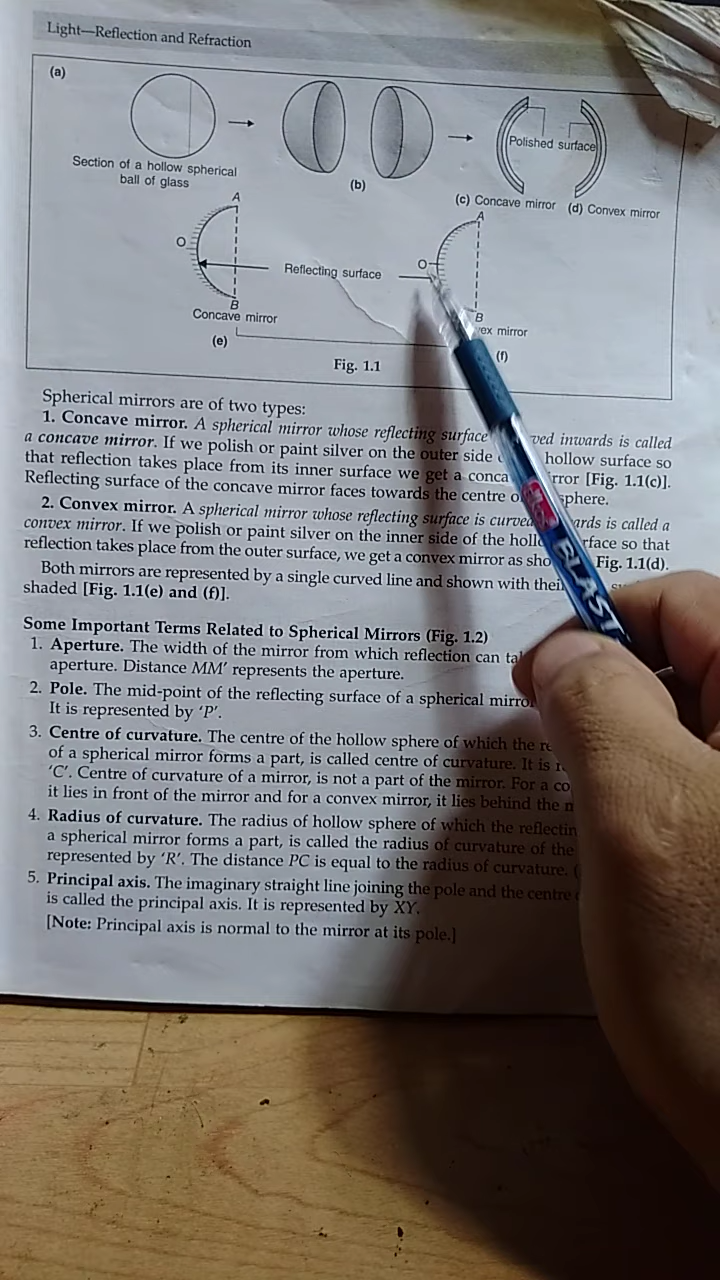 Light—Reflection and Refraction
(a)
Section of a hollow spherical
ball of glass
(b)
Polished surface
(c) Concave mirror (d) Convex mirror
A
O
B
Concave mirror
(e)
Reflecting surface
A
O
B
vex mirror
(f)
Fig. 1.1
Spherical mirrors are of two types:
1. Concave mirror. A spherical mirror whose reflecting surface ved inwards is called
a concave mirror. If we polish or paint silver on the outer side hollow surface so
that reflection takes place from its inner surface we get a conca rror [Fig. 1.1(c)].
Reflecting surface of the concave mirror faces towards the centre o sphere.
2. Convex mirror. A spherical mirror whose reflecting surface is curve ards is called a
convex mirror. If we polish or paint silver on the inner side of the hollo rface so that
reflection takes place from the outer surface, we get a convex mirror as sho Fig. 1.1(d).
Both mirrors are represented by a single curved line and shown with thei
shaded [Fig. 1.1(e) and (f)].
Some Important Terms Related to Spherical Mirrors (Fig. 1.2)
1. Aperture. The width of the mirror from which reflection can ta
aperture. Distance MM′ represents the aperture.
2. Pole. The mid-point of the reflecting surface of a spherical mirro
It is represented by ‘P’.
3. Centre of curvature. The centre of the hollow sphere of which the re
of a spherical mirror forms a part, is called centre of curvature. It is
‘C’. Centre of curvature of a mirror, is not a part of the mirror. For a co
it lies in front of the mirror and for a convex mirror, it lies behind the
4. Radius of curvature. The radius of hollow sphere of which the reflectin
a spherical mirror forms a part, is called the radius of curvature of the
represented by ‘R’. The distance PC is equal to the radius of curvature. (
5. Principal axis. The imaginary straight line joining the pole and the centre
is called the principal axis. It is represented by XY.
[Note: Principal axis is normal to the mirror at its pole.]
BLAST